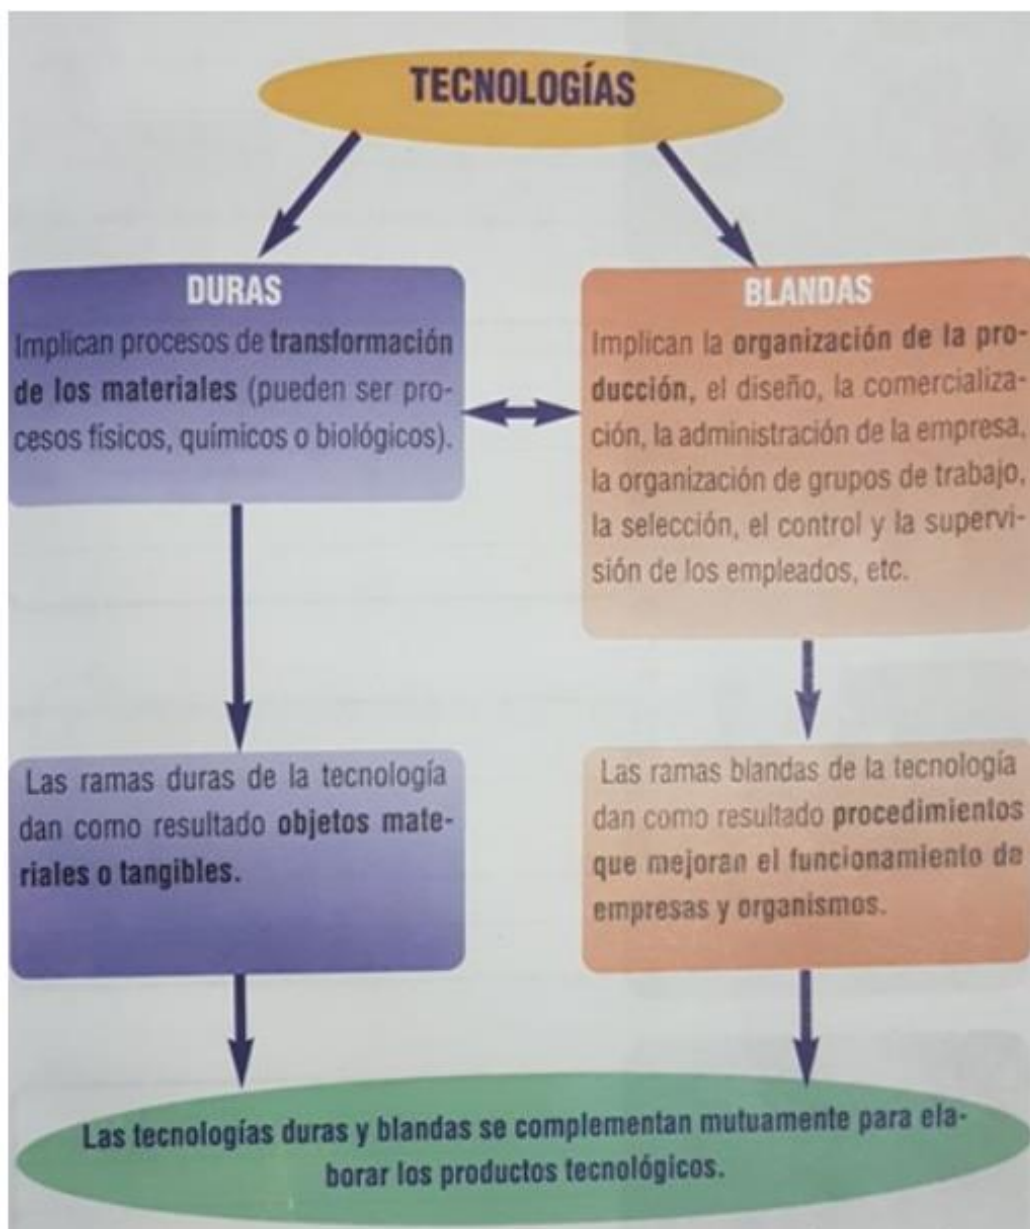 TECNOLOGÍAS
DURAS
Implican procesos de transformación
de los materiales (pueden ser pro-
cesos físicos, químicos o biológicos).
BLANDAS
Implican la organización de la pro-
ducción, el diseño, la comercializa-
ción, la administración de la empresa,
la organización de grupos de trabajo,
la selección, el control y la supervi-
sión de los empleados, etc.
Las ramas duras de la tecnología
dan como resultado objetos mate-
riales o tangibles.
Las ramas blandas de la tecnología
dan como resultado procedimientos
que mejoran el funcionamiento de
empresas y organismos.
Las tecnologías duras y blandas se complementan mutuamente para ela-
borar los productos tecnológicos.